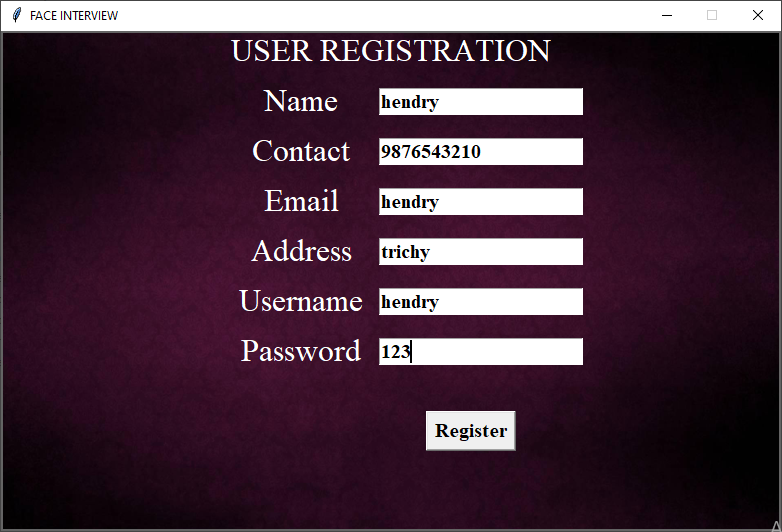 FACE INTERVIEW
USER REGISTRATION
Name hendry
Contact 9876543210
Email hendry
Address trichy
Username hendry
Password 123
Register